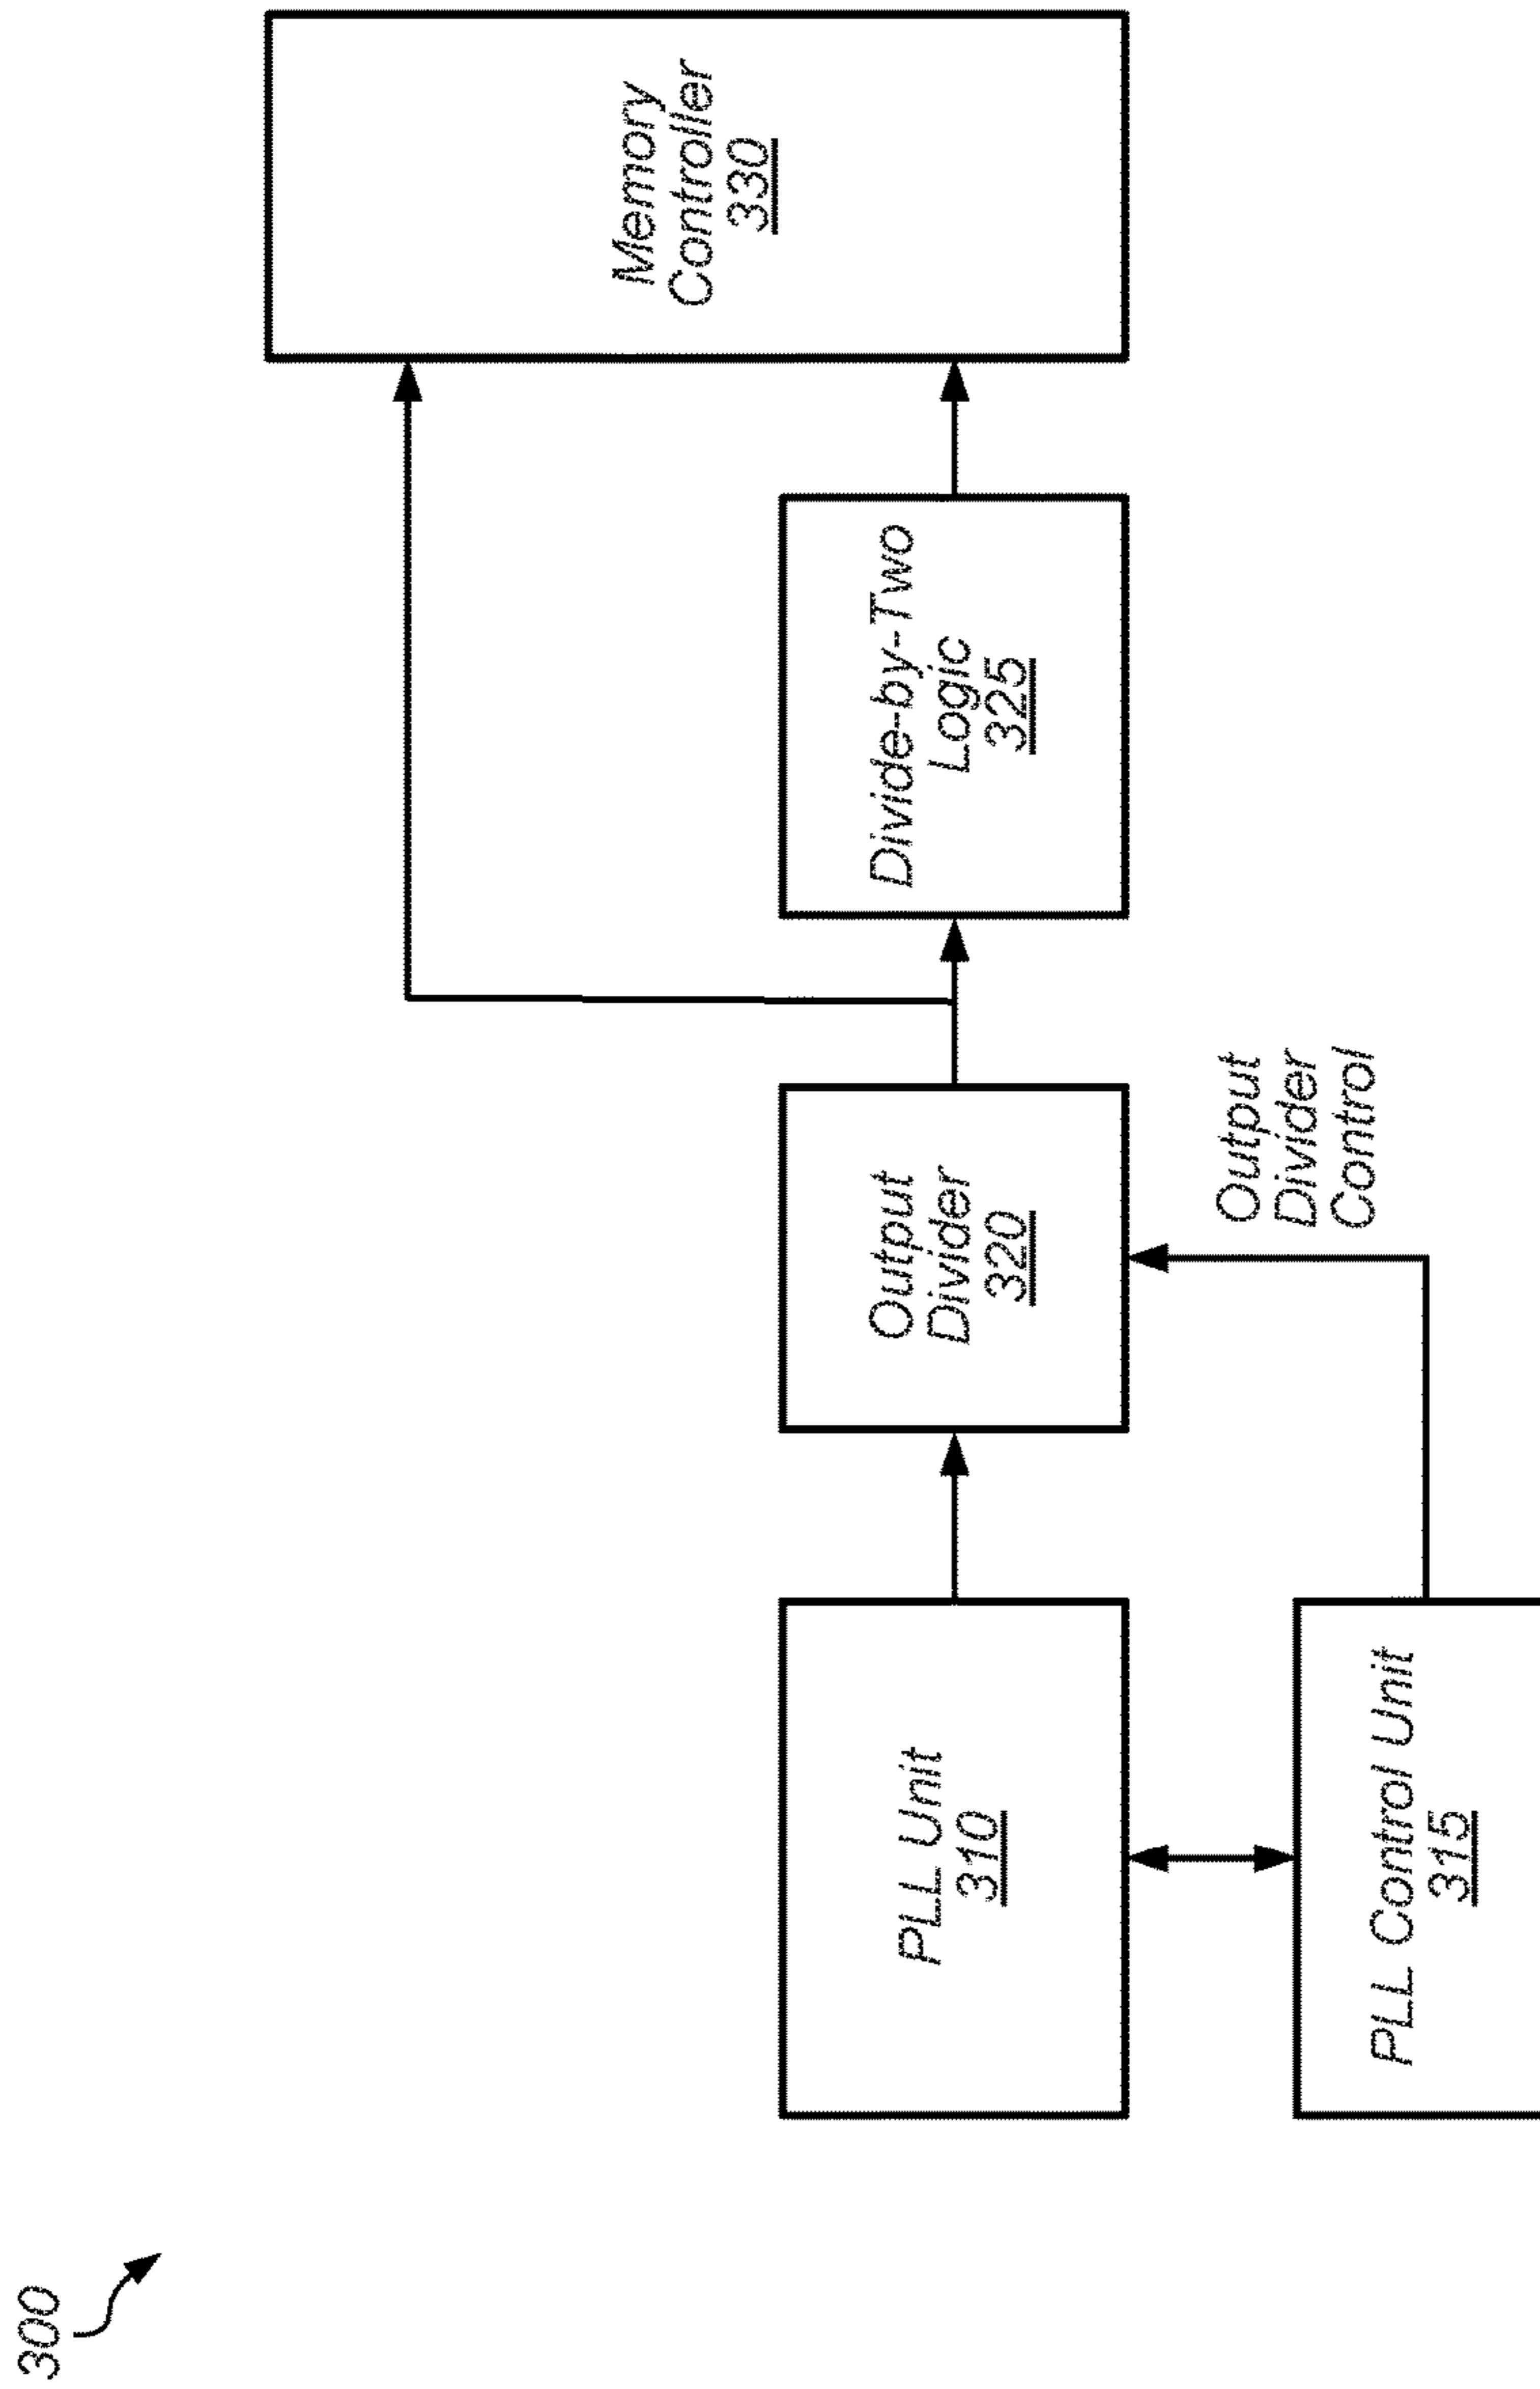 300
PLL Unit
310
PLL Control Unit
315
Output
Divider
320
Output
Divider
Control
Divide-by-Two
Logic
325
Memory
Controller
330